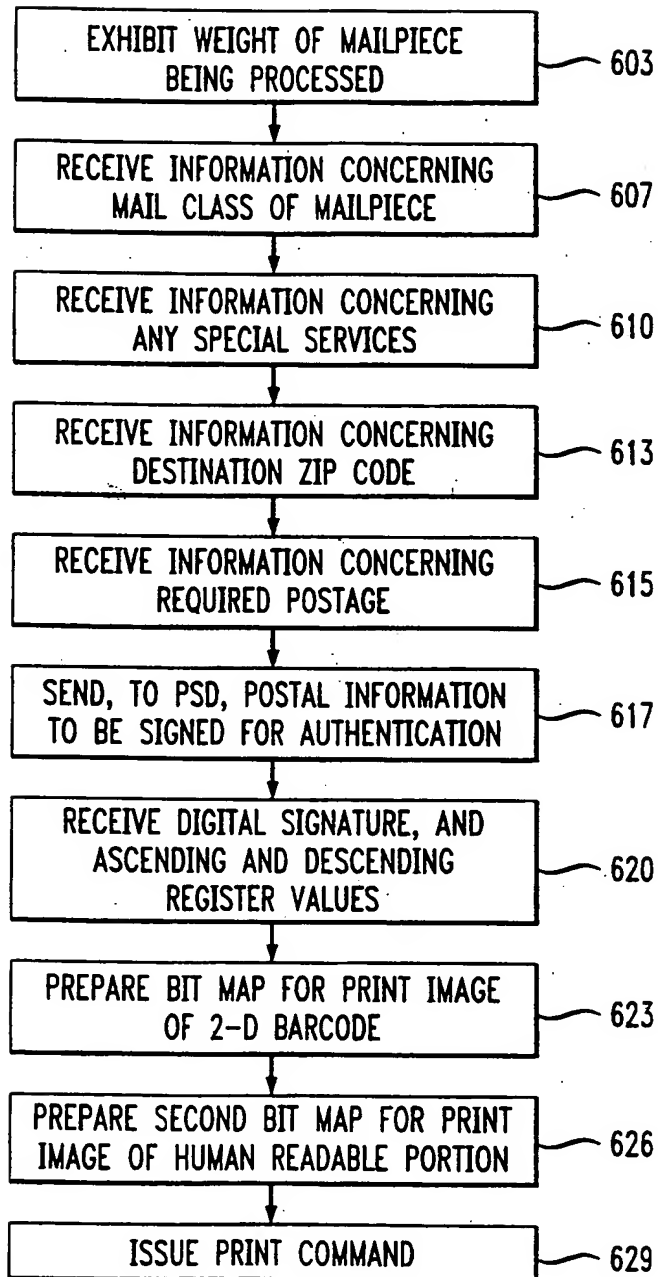 EXHIBIT WEIGHT OF MAILPIECE
BEING PROCESSED
603
RECEIVE INFORMATION CONCERNING
MAIL CLASS OF MAILPIECE
607
RECEIVE INFORMATION CONCERNING
ANY SPECIAL SERVICES
610
RECEIVE INFORMATION CONCERNING
DESTINATION ZIP CODE
613
RECEIVE INFORMATION CONCERNING
REQUIRED POSTAGE
615
SEND, TO PSD, POSTAL INFORMATION
TO BE SIGNED FOR AUTHENTICATION
617
RECEIVE DIGITAL SIGNATURE, AND
ASCENDING AND DESCENDING
REGISTER VALUES
620
PREPARE BIT MAP FOR PRINT IMAGE
OF 2-D BARCODE
623
PREPARE SECOND BIT MAP FOR PRINT
IMAGE OF HUMAN READABLE PORTION
626
ISSUE PRINT COMMAND
629